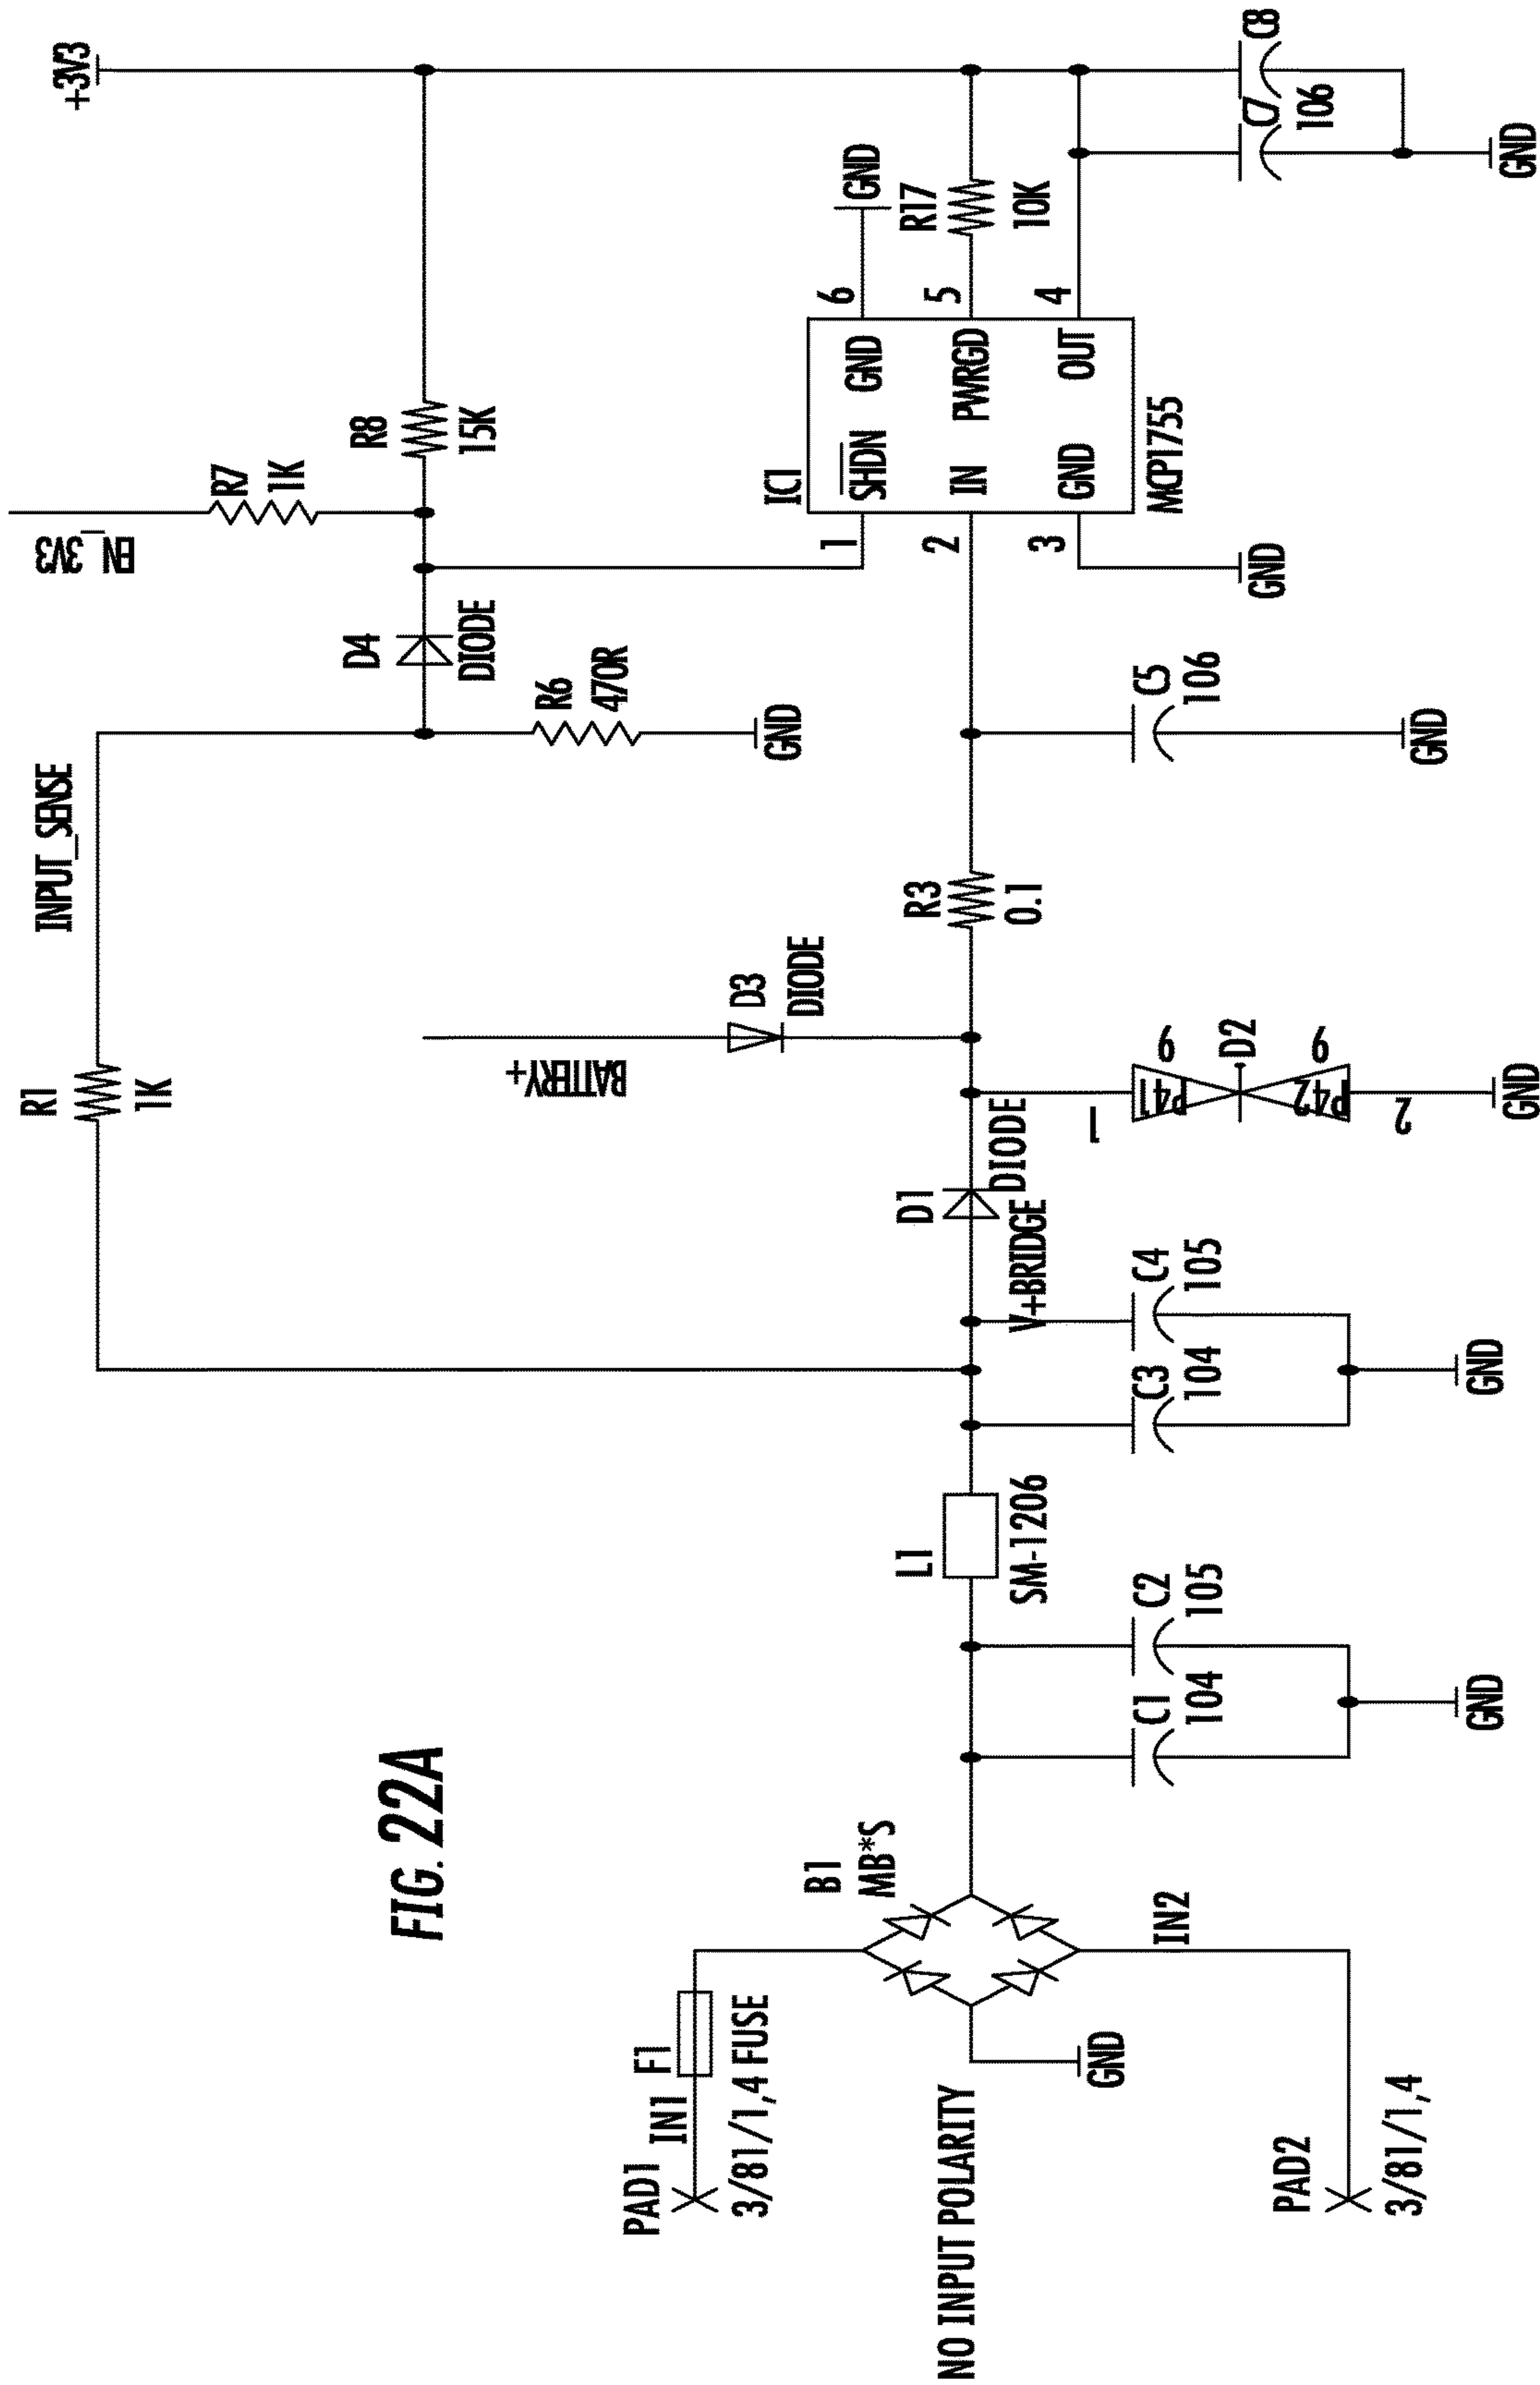 FIG. 22A
+3V3
EN_3V3
R7
1K
R8
15K
INPUT_SENSE
R1
1K
D4
DIODE
R6
470R
GND
BATTERY+
D3
DIODE
IC1
SHDN
IN
GND
GND
PWRGD
OUT
1
2
3
6
5
4
MCP1755
GND
GND
R17
10K
C7
106
C8
GND
R3
0.1
C5
106
GND
D1
DIODE
V+BRIDGE
1
P41
9
D2
P42
9
2
GND
C3
104
C4
105
GND
L1
SM-1206
C1
104
C2
105
GND
B1
MB*S
PAD1
IN1
F1
3/81/1,4 FUSE
NO INPUT POLARITY
GND
IN2
PAD2
3/81/1,4